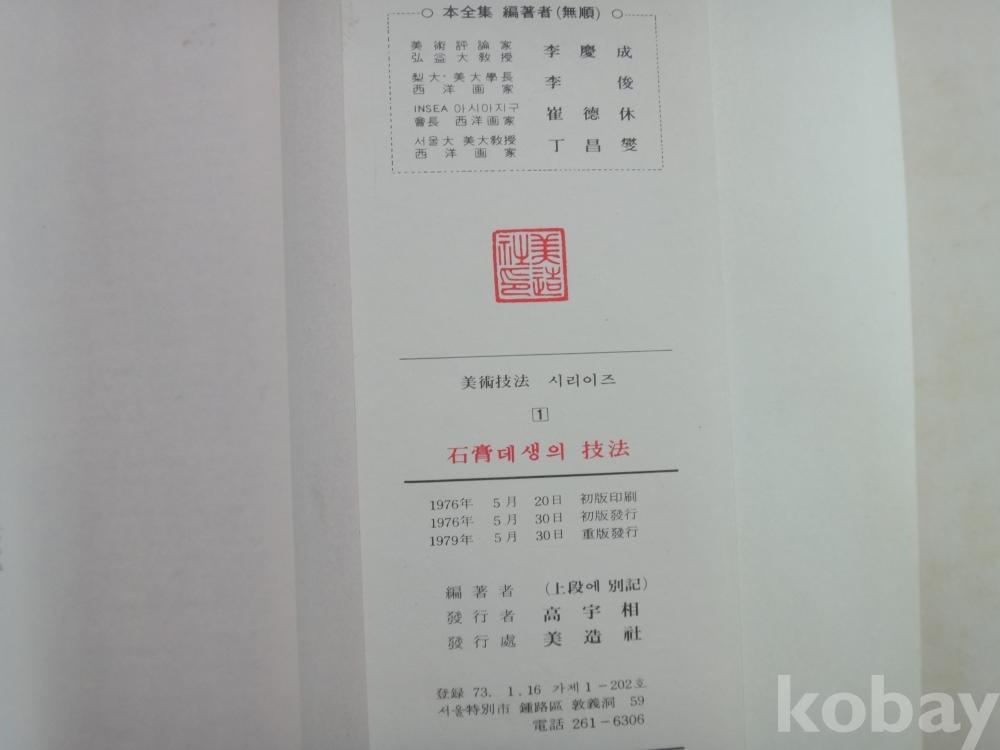 本全集 編著者(無順)
美術評論家
弘益大敎授 李慶成
梨大·美大學長
西洋画家 李俊
INSEA 아시아지구
會長 西洋画家 崔德休
서울大 美大敎授
西洋画家 丁昌燮
美造
社印
美術技法 시리이즈
1
石膏데생의 技法
1976年 5月 20日 初版印刷
1976年 5月 30日 初版發行
1979年 5月 30日 重版發行
編著者 (上段에 別記)
發行者 高宇相
發行處 美造社
登録 73. 1.16 가제1-202호
서울特別市 鍾路區 敦義洞 59
電話 261-6306
kobay